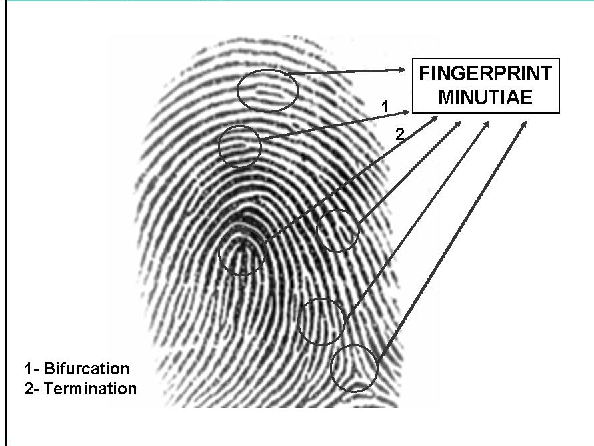 FINGERPRINT
MINUTIAE
1
2
1- Bifurcation
2- Termination